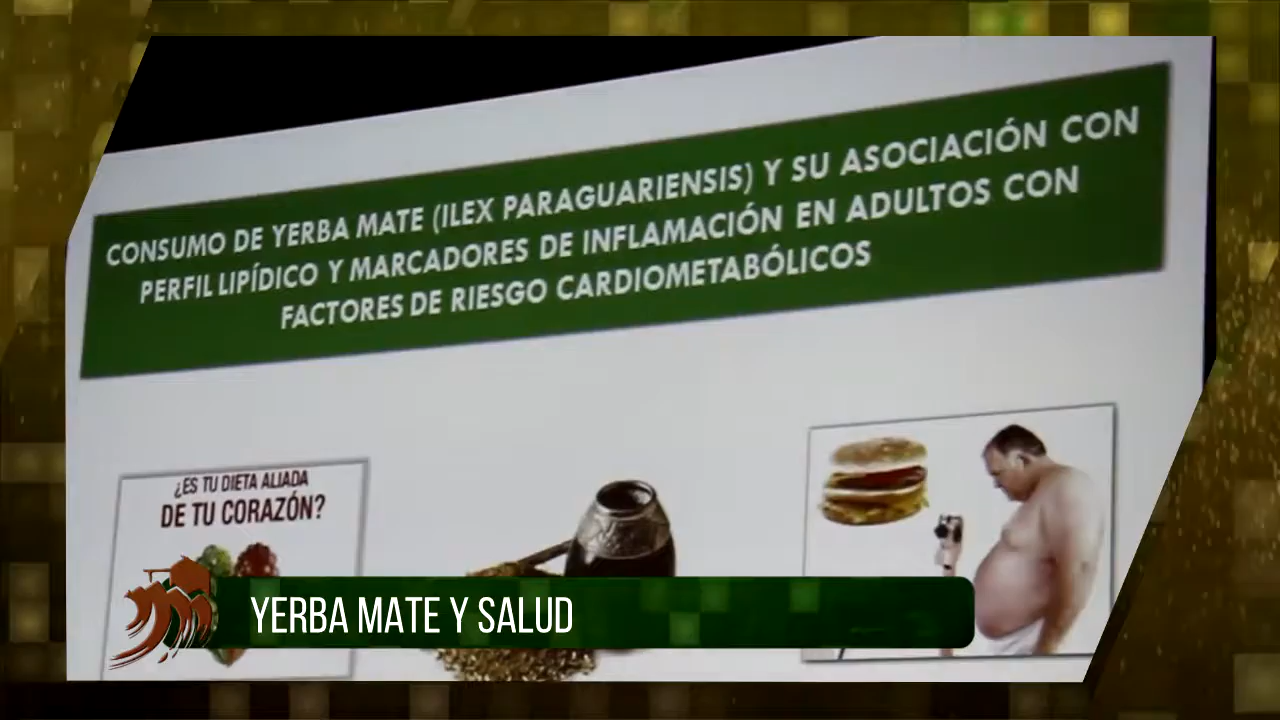 CONSUMO DE YERBA MATE (ILEX PARAGUARIENSIS) Y SU ASOCIACIÓN CON
PERFIL LIPÍDICO Y MARCADORES DE INFLAMACIÓN EN ADULTOS CON
FACTORES DE RIESGO CARDIOMETABÓLICOS
¿ES TU DIETA ALIADA
DE TU CORAZÓN?
YERBA MATE Y SALUD